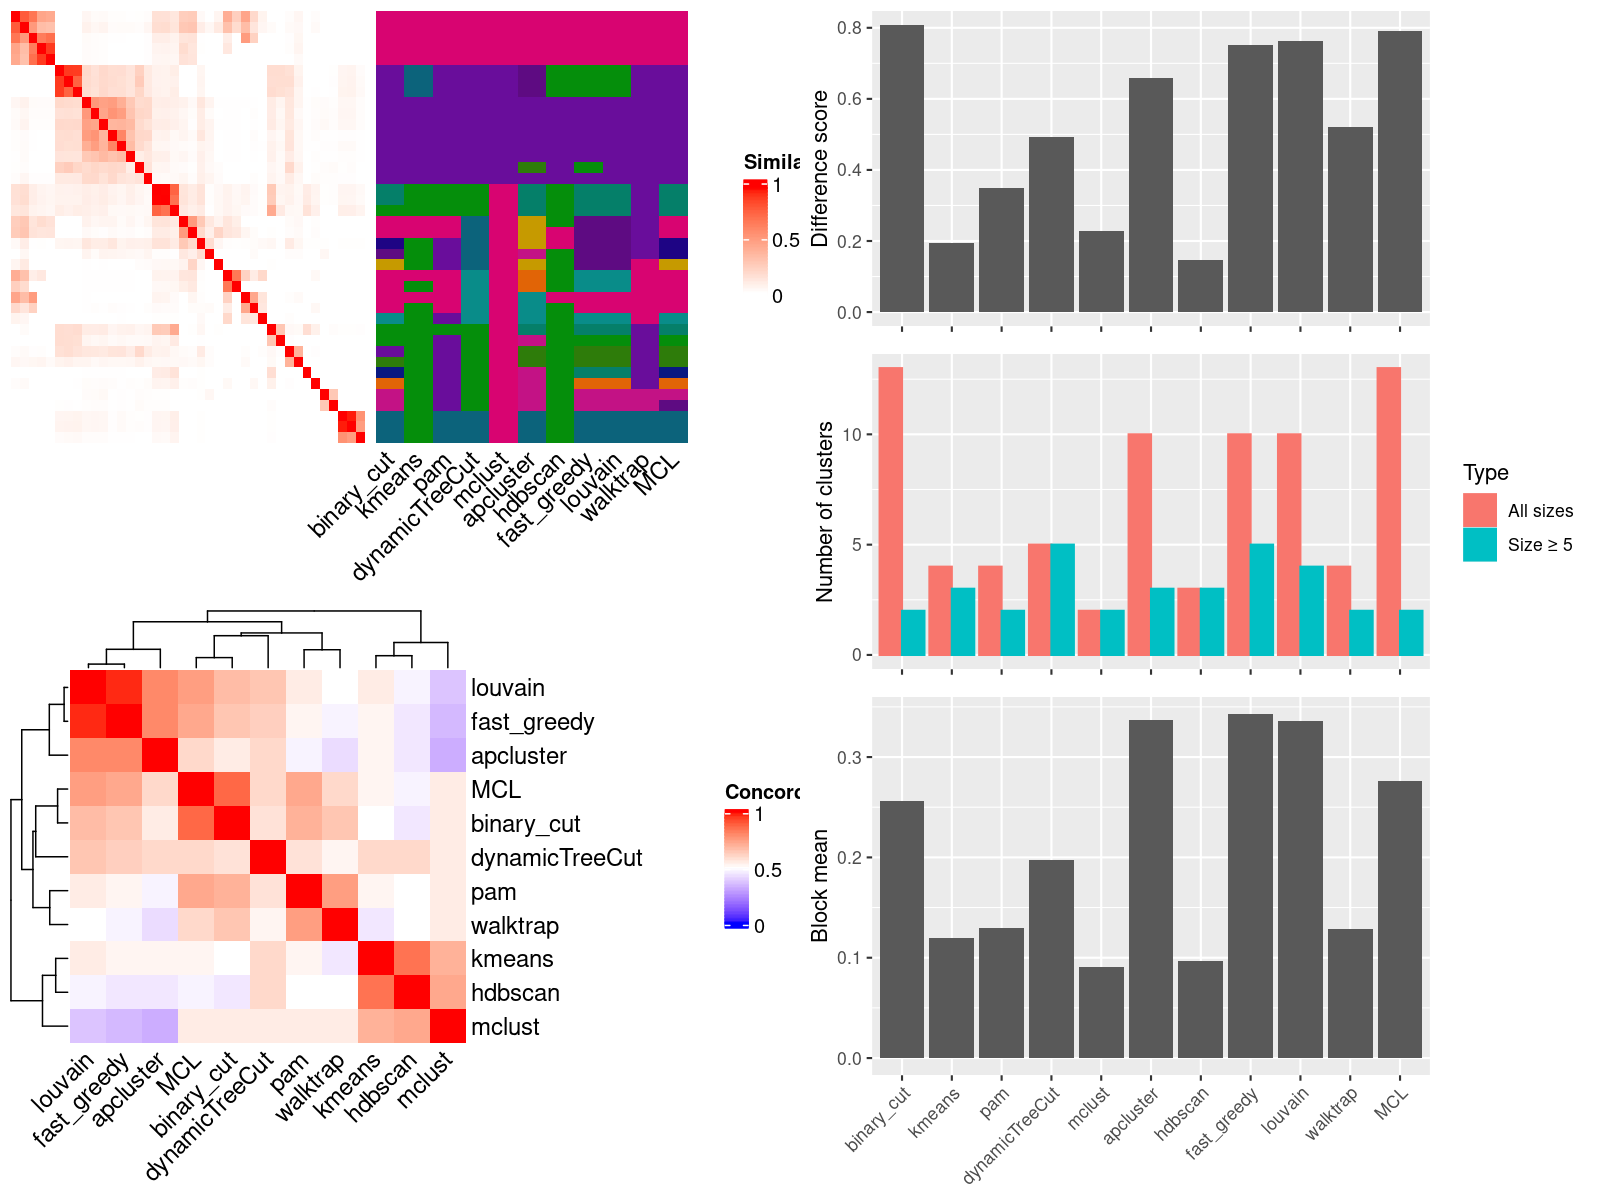 Simila
1
0.5
0
binary_cut
kmeans
pam
dynamicTreeCut
mclust
apcluster
hdbscan
fast_greedy
louvain
walktrap
MCL
louvain
fast_greedy
apcluster
MCL
binary_cut
dynamicTreeCut
pam
walktrap
kmeans
hdbscan
mclust
louvain
fast_greedy
apcluster
MCL
binary_cut
dynamicTreeCut
pam
walktrap
kmeans
hdbscan
mclust
Concord
1
0.5
0
Difference score
0.8
0.6
0.4
0.2
0.0
Number of clusters
10
5
0
Type
All sizes
Size ≥ 5
Block mean
0.3
0.2
0.1
0.0
binary_cut
kmeans
pam
dynamicTreeCut
mclust
apcluster
hdbscan
fast_greedy
louvain
walktrap
MCL